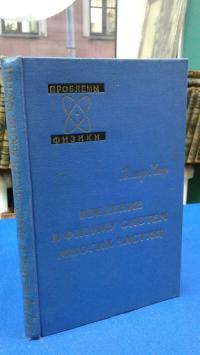 ПРОБЛЕМЫ
ФИЗИКИ
ВВЕДЕНИЕ
В ФИЗИКУ СИСТЕМ
МНОГИХ ЧАСТИЦ